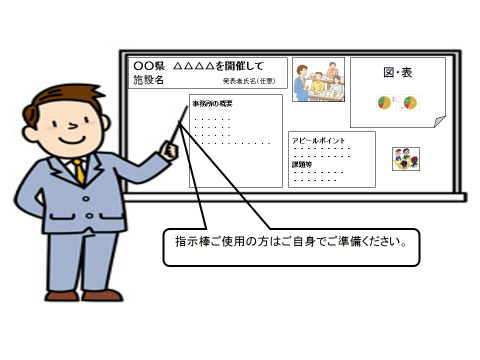 〇〇県　△△△△を開催して
施設名　発表者氏名(任意)
事務所の概要
・・・・・
・・・・・
・・・・・
・・・・・・・・・・
図・表
アピールポイント
・・・・・・・・
・・・・・・・・
課題等
・・・・・・・
・・・・・・・
指示棒ご使用の方はご自身でご準備ください。